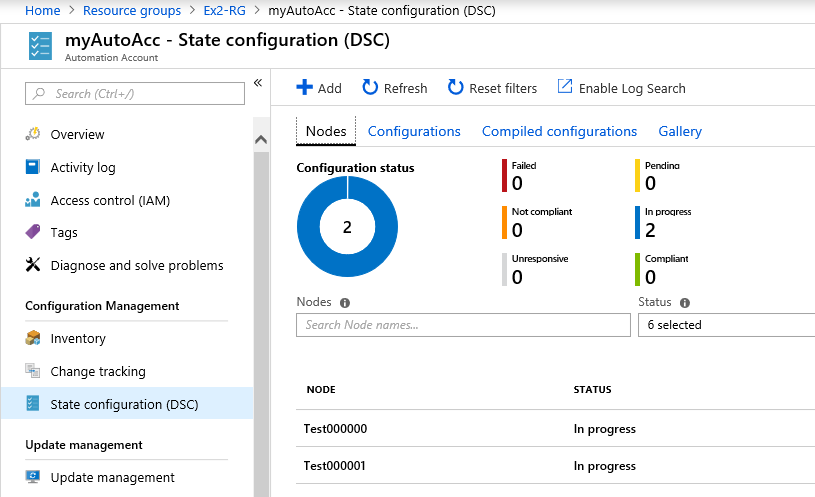 Home > Resource groups > Ex2-RG > myAutoAcc - State configuration (DSC)
myAutoAcc - State configuration (DSC)
Automation Account
Search (Ctrl+/)
«
Overview
Activity log
Access control (IAM)
Tags
Diagnose and solve problems
Configuration Management
Inventory
Change tracking
State configuration (DSC)
Update management
Update management
Add Refresh Reset filters Enable Log Search
Nodes Configurations Compiled configurations Gallery
Configuration status
2
Failed
0
Pending
0
Not compliant
0
In progress
2
Unresponsive
0
Compliant
0
Nodes
Search Node names...
Status
6 selected
NODE STATUS
Test000000 In progress
Test000001 In progress